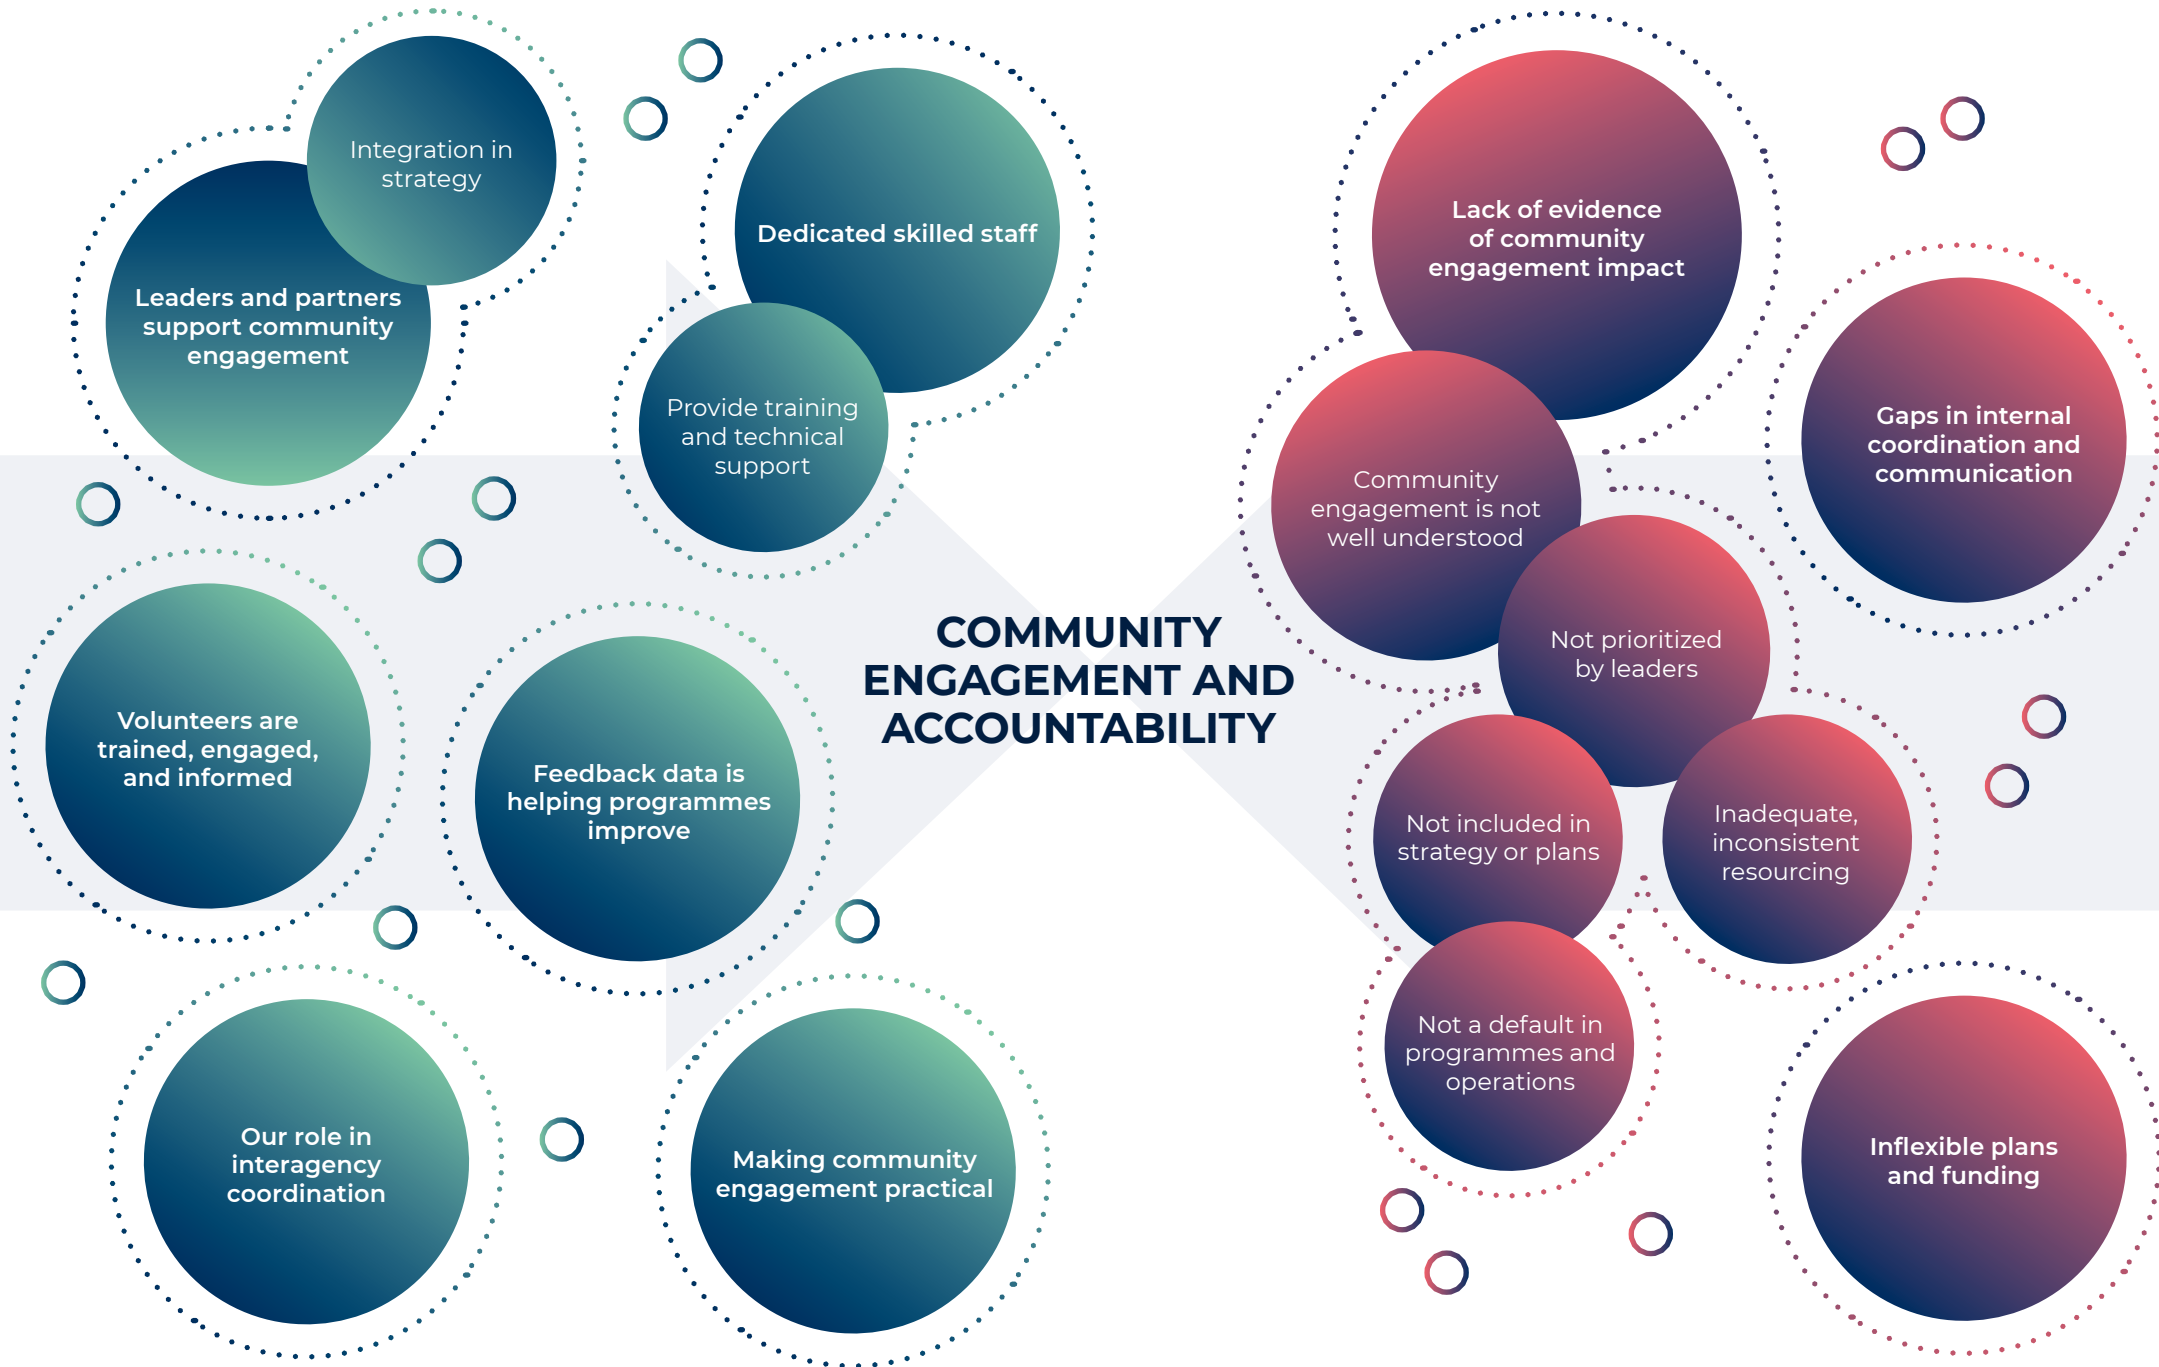 Integration in
strategy
Leaders and partners
support community
engagement
Dedicated skilled staff
Provide training
and technical
support
Volunteers are
trained, engaged,
and informed
Feedback data is
helping programmes
improve
Our role in
interagency
coordination
Making community
engagement practical
COMMUNITY
ENGAGEMENT AND
ACCOUNTABILITY
Lack of evidence
of community
engagement impact
Community
engagement is not
well understood
Not prioritized
by leaders
Not included in
strategy or plans
Inadequate,
inconsistent
resourcing
Not a default in
programmes and
operations
Gaps in internal
coordination and
communication
Inflexible plans
and funding